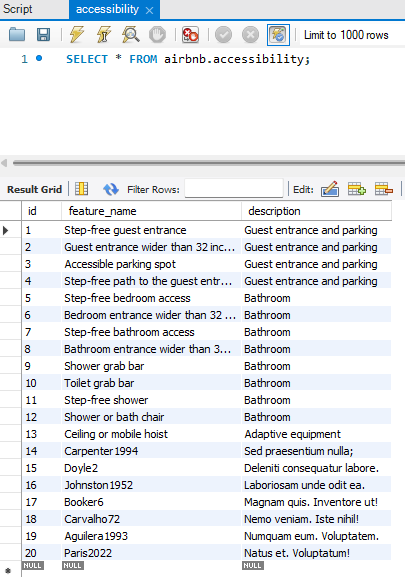 Script accessibility
Limit to 1000 rows
1 SELECT * FROM airbnb.accessibility;
Result Grid Filter Rows: Edit:
id feature_name description
1 Step-free guest entrance Guest entrance and parking
2 Guest entrance wider than 32 inc... Guest entrance and parking
3 Accessible parking spot Guest entrance and parking
4 Step-free path to the guest entr... Guest entrance and parking
5 Step-free bedroom access Bathroom
6 Bedroom entrance wider than 32 ... Bathroom
7 Step-free bathroom access Bathroom
8 Bathroom entrance wider than 3... Bathroom
9 Shower grab bar Bathroom
10 Toilet grab bar Bathroom
11 Step-free shower Bathroom
12 Shower or bath chair Bathroom
13 Ceiling or mobile hoist Adaptive equipment
14 Carpenter1994 Sed praesentium nulla;
15 Doyle2 Deleniti consequatur labore.
16 Johnston1952 Laboriosam unde odit ea.
17 Booker6 Magnam quis. Inventore ut!
18 Carvalho72 Nemo veniam. Iste nihil!
19 Aguilera1993 Numquam eum. Voluptatem.
20 Paris2022 Natus et. Voluptatum!
NULL NULL NULL